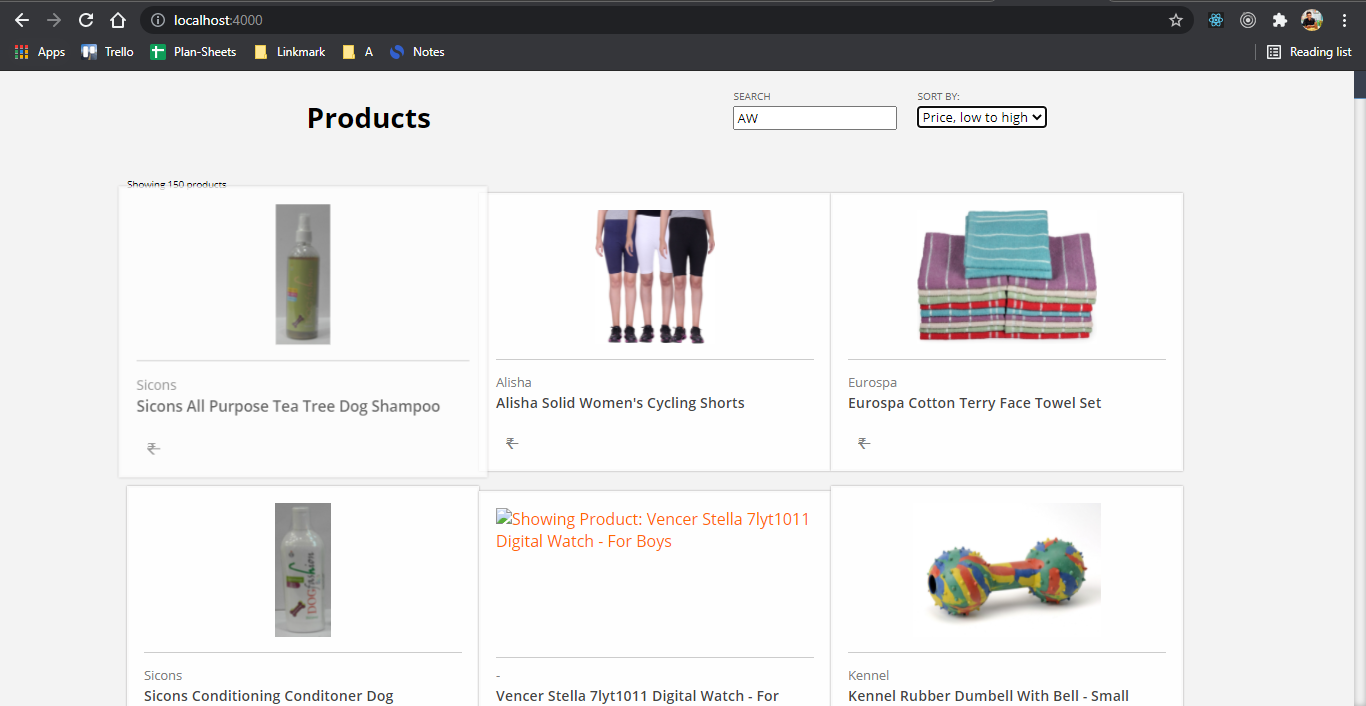 localhost:4000
Apps Trello Plan-Sheets Linkmark A Notes Reading list
Products
SEARCH
AW
SORT BY:
Price, low to high
Showing 150 products
Sicons
Sicons All Purpose Tea Tree Dog Shampoo
₹
Alisha
Alisha Solid Women's Cycling Shorts
₹
Eurospa
Eurospa Cotton Terry Face Towel Set
₹
Sicons
Sicons Conditioning Conditoner Dog
Showing Product: Vencer Stella 7lyt1011
Digital Watch - For Boys
-
Vencer Stella 7lyt1011 Digital Watch - For
Kennel
Kennel Rubber Dumbell With Bell - Small